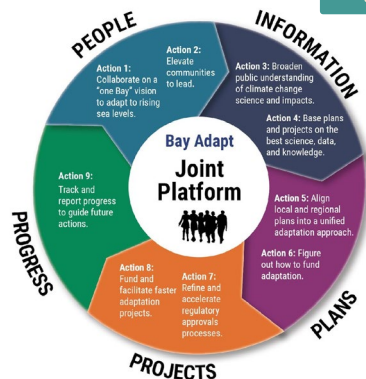 PEOPLE
Action 1:
Collaborate on a
"one Bay" vision
to adapt to rising
sea levels.
Action 2:
Elevate
communities
to lead.
INFORMATION
Action 3: Broaden
public understanding
of climate change
science and impacts.
Action 4: Base plans
and projects on the
best science, data,
and knowledge.
Bay Adapt
Joint
Platform
PLANS
Action 5: Align
local and regional
plans into a unified
adaptation approach.
Action 6: Figure
out how to fund
adaptation.
PROJECTS
Action 7:
Refine and
accelerate
regulatory
approvals
processes.
Action 8:
Fund and
facilitate faster
adaptation
projects.
PROGRESS
Action 9:
Track and
report progress
to guide future
actions.